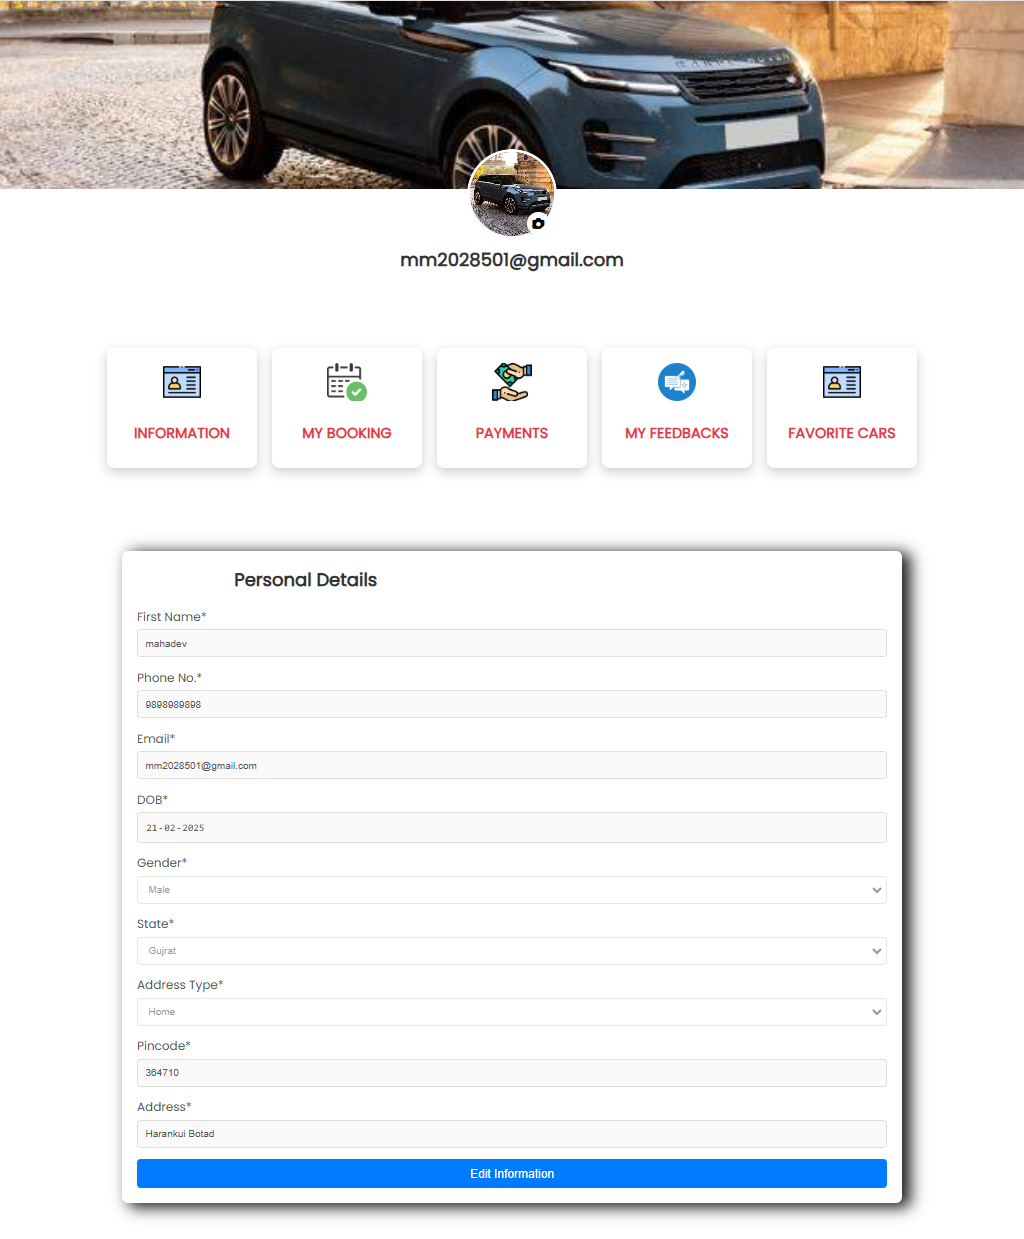 mm2028501@gmail.com
INFORMATION
MY BOOKING
PAYMENTS
MY FEEDBACKS
FAVORITE CARS
Personal Details
First Name*
mahadev
Phone No.*
9898989898
Email*
mm2028501@gmail.com
DOB*
21-02-2025
Gender*
Male
State*
Gujrat
Address Type*
Home
Pincode*
364710
Address*
Harankui Botad
Edit Information